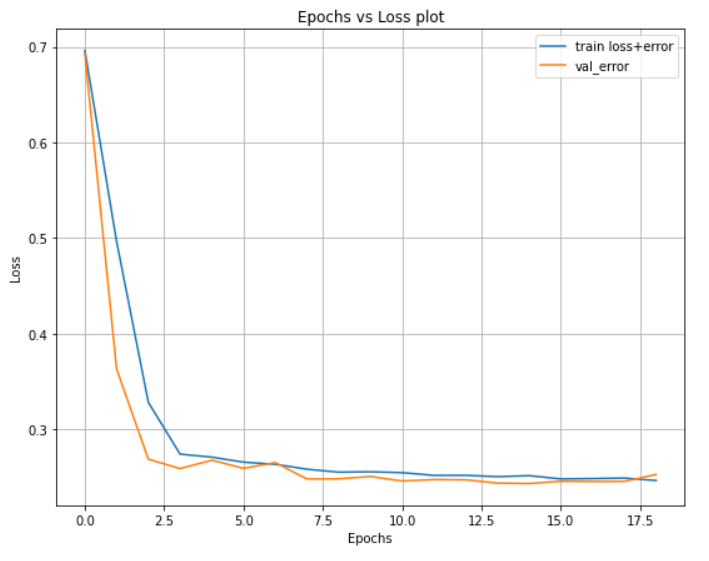 Epochs vs Loss plot
train loss+error
val_error
0.7
0.6
0.5
0.4
0.3
Loss
0.0 2.5 5.0 7.5 10.0 12.5 15.0 17.5
Epochs